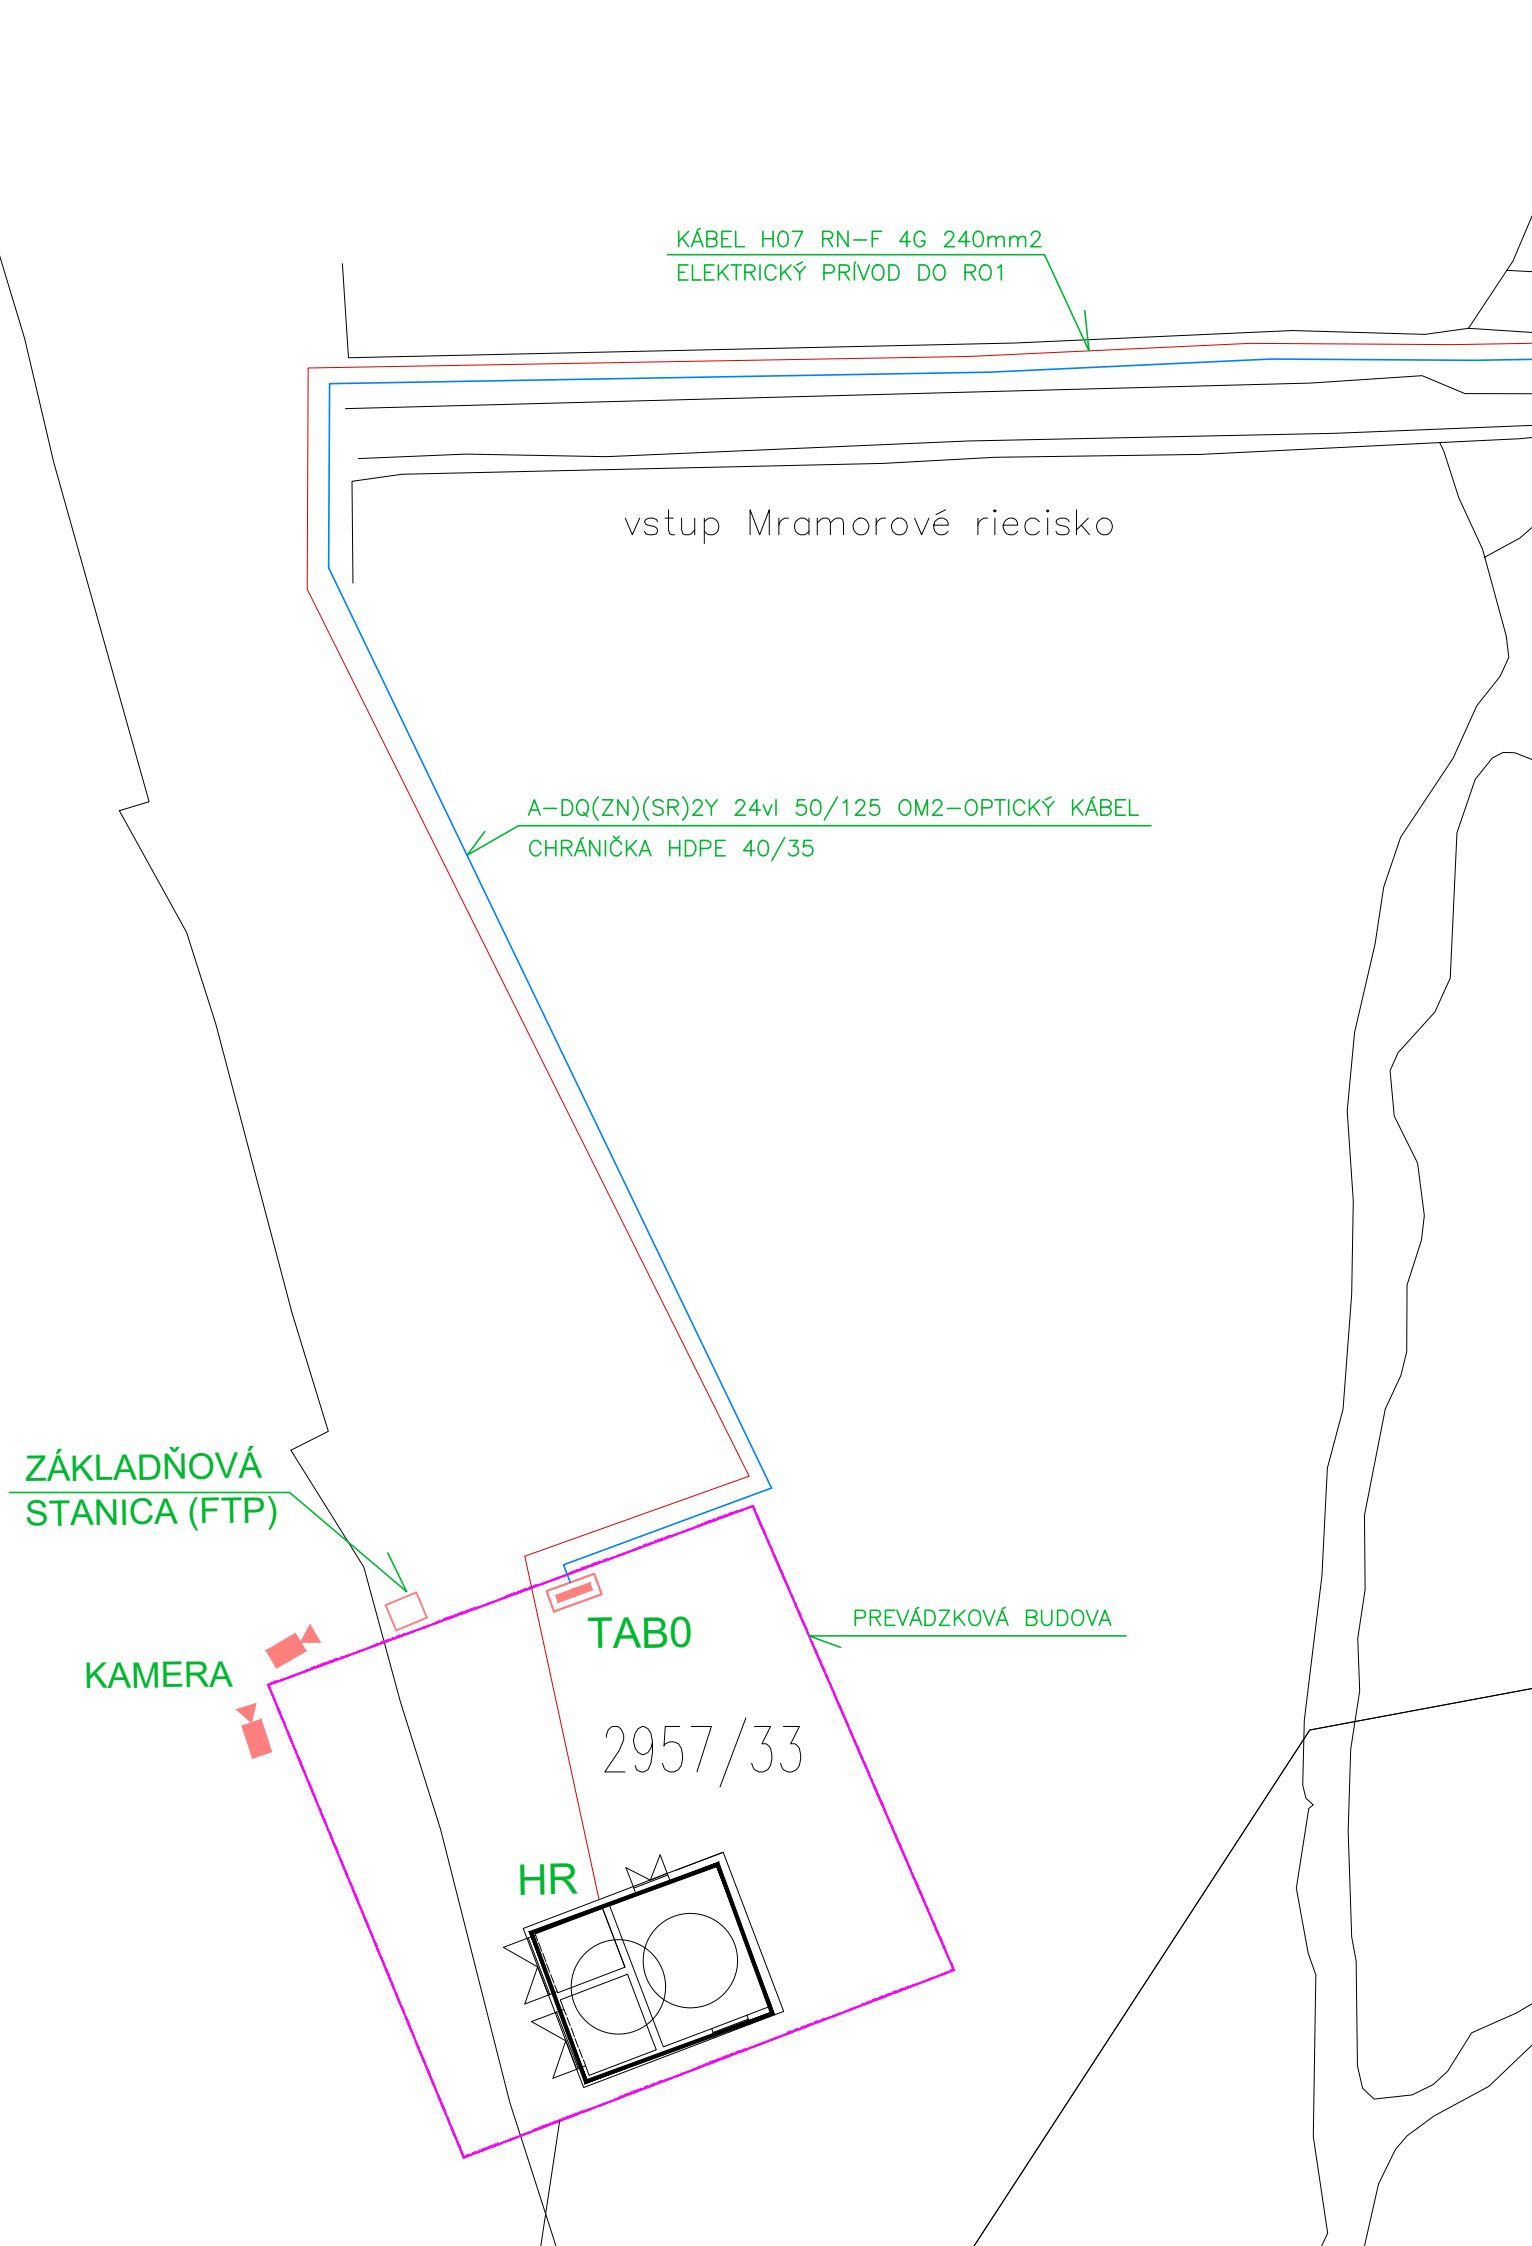 KÁBEL H07 RN-F 4G 240mm2
ELEKTRICKÝ PRÍVOD DO RO1
vstup Mramorové riecisko
A-DQ(ZN)(SR)2Y 24vl 50/125 OM2-OPTICKÝ KÁBEL
CHRÁNIČKA HDPE 40/35
ZÁKLADŇOVÁ
STANICA (FTP)
TAB0
PREVÁDZKOVÁ BUDOVA
KAMERA
2957/33
HR